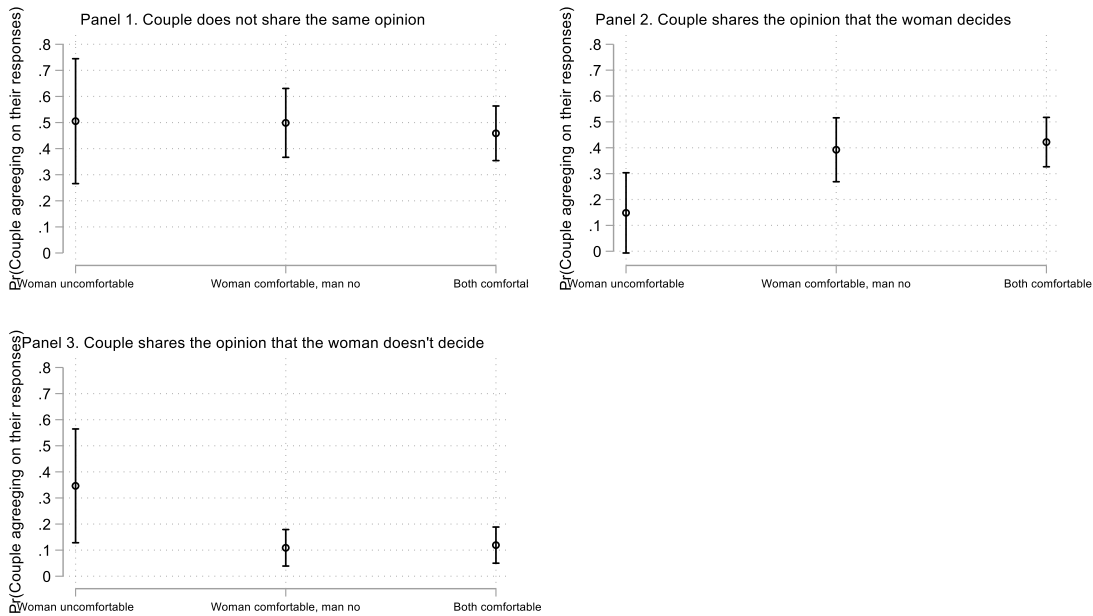 Panel 1. Couple does not share the same opinion
Pr(Couple agreeging on their responses)
.8
.7
.6
.5
.4
.3
.2
.1
0
Woman uncomfortable
Woman comfortable, man no
Both comfortal
Panel 2. Couple shares the opinion that the woman decides
Pr(Couple agreeging on their responses)
.8
.7
.6
.5
.4
.3
.2
.1
0
Woman uncomfortable
Woman comfortable, man no
Both comfortable
Panel 3. Couple shares the opinion that the woman doesn't decide
Pr(Couple agreeging on their responses)
.8
.7
.6
.5
.4
.3
.2
.1
0
Woman uncomfortable
Woman comfortable, man no
Both comfortable